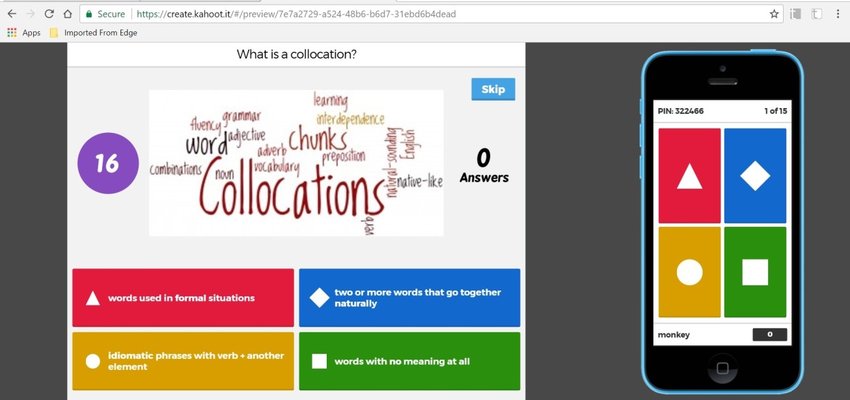 Secure https://create.kahoot.it/#/preview/7e7a2729-a524-48b6-b6d7-31ebd6b4dead
Apps Imported From Edge
What is a collocation?
Skip
16
learning
grammar
interdependence
fluency
word
adjective
chunks
adverb
preposition
combinations
noun
vocabulary
natural-sounding
English
native-like
Collocations
verb
0
Answers
words used in formal situations
two or more words that go together
naturally
idiomatic phrases with verb + another
element
words with no meaning at all
PIN: 322466 1 of 15
monkey 0